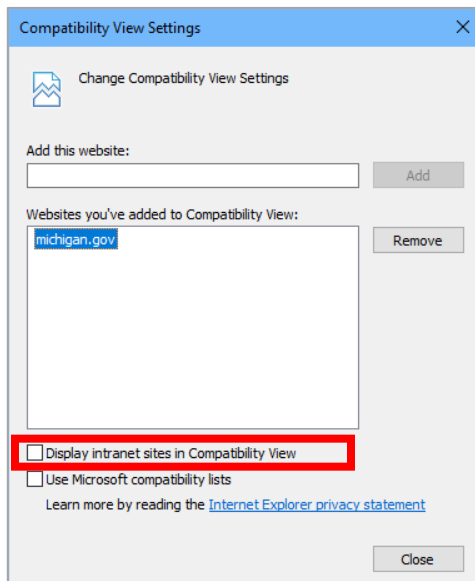 Compatibility View Settings
Change Compatibility View Settings
Add this website:
Add
Websites you've added to Compatibility View:
michigan.gov
Remove
Display intranet sites in Compatibility View
Use Microsoft compatibility lists
Learn more by reading the Internet Explorer privacy statement
Close